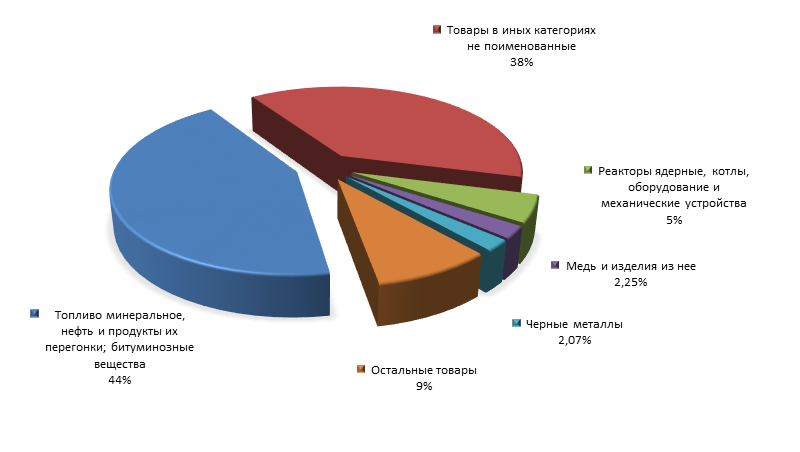 Товары в иных категориях
не поименованные
38%
Реакторы ядерные, котлы,
оборудование и
механические устройства
5%
Медь и изделия из нее
2,25%
Черные металлы
2,07%
Остальные товары
9%
Топливо минеральное,
нефть и продукты их
перегонки; битуминозные
вещества
44%